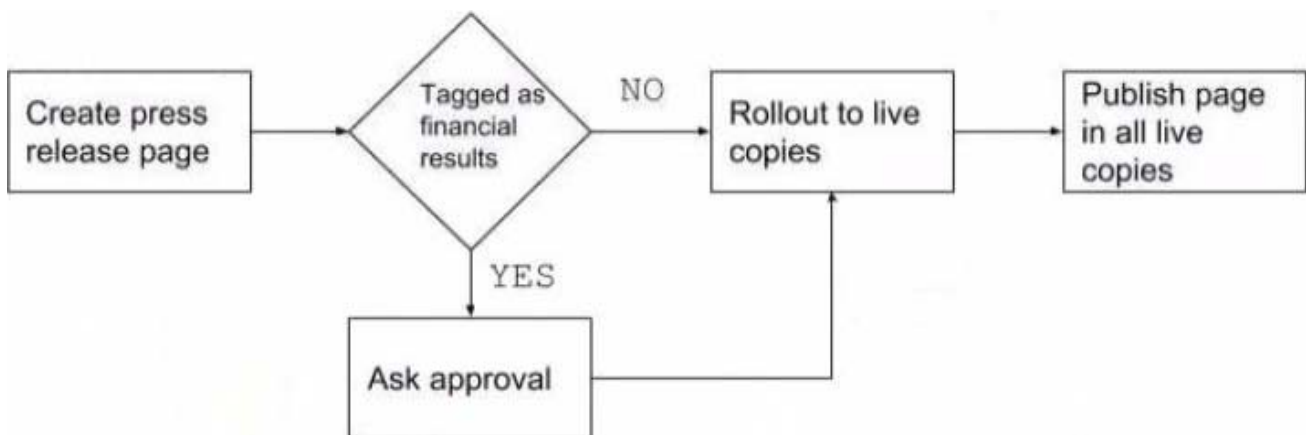 Create press
release page
Tagged as
financial
results
NO
Rollout to live
copies
Publish page
in all live
copies
YES
Ask approval